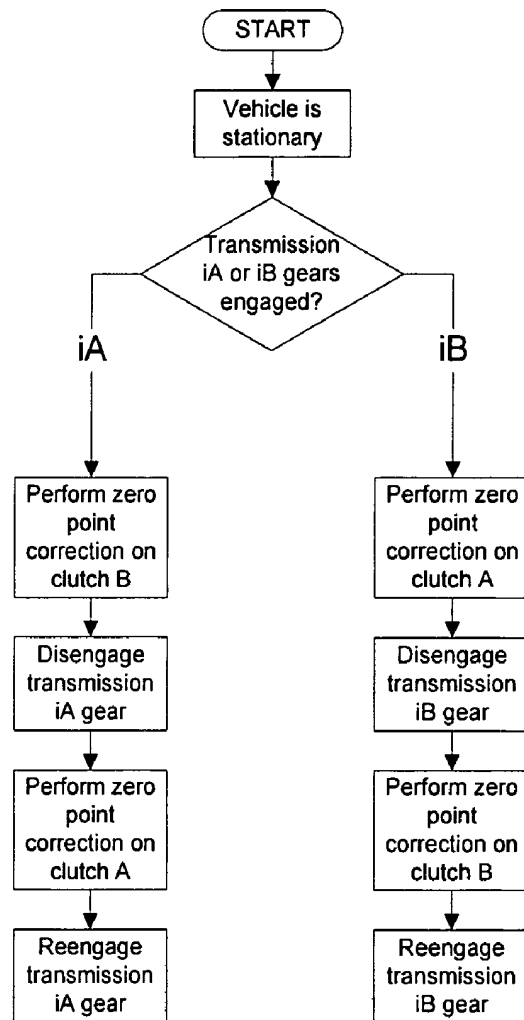 START
Vehicle is
stationary
Transmission
iA or iB gears
engaged?
iA
iB
Perform zero
point
correction on
clutch B
Disengage
transmission
iA gear
Perform zero
point
correction on
clutch A
Reengage
transmission
iA gear
Perform zero
point
correction on
clutch A
Disengage
transmission
iB gear
Perform zero
point
correction on
clutch B
Reengage
transmission
iB gear